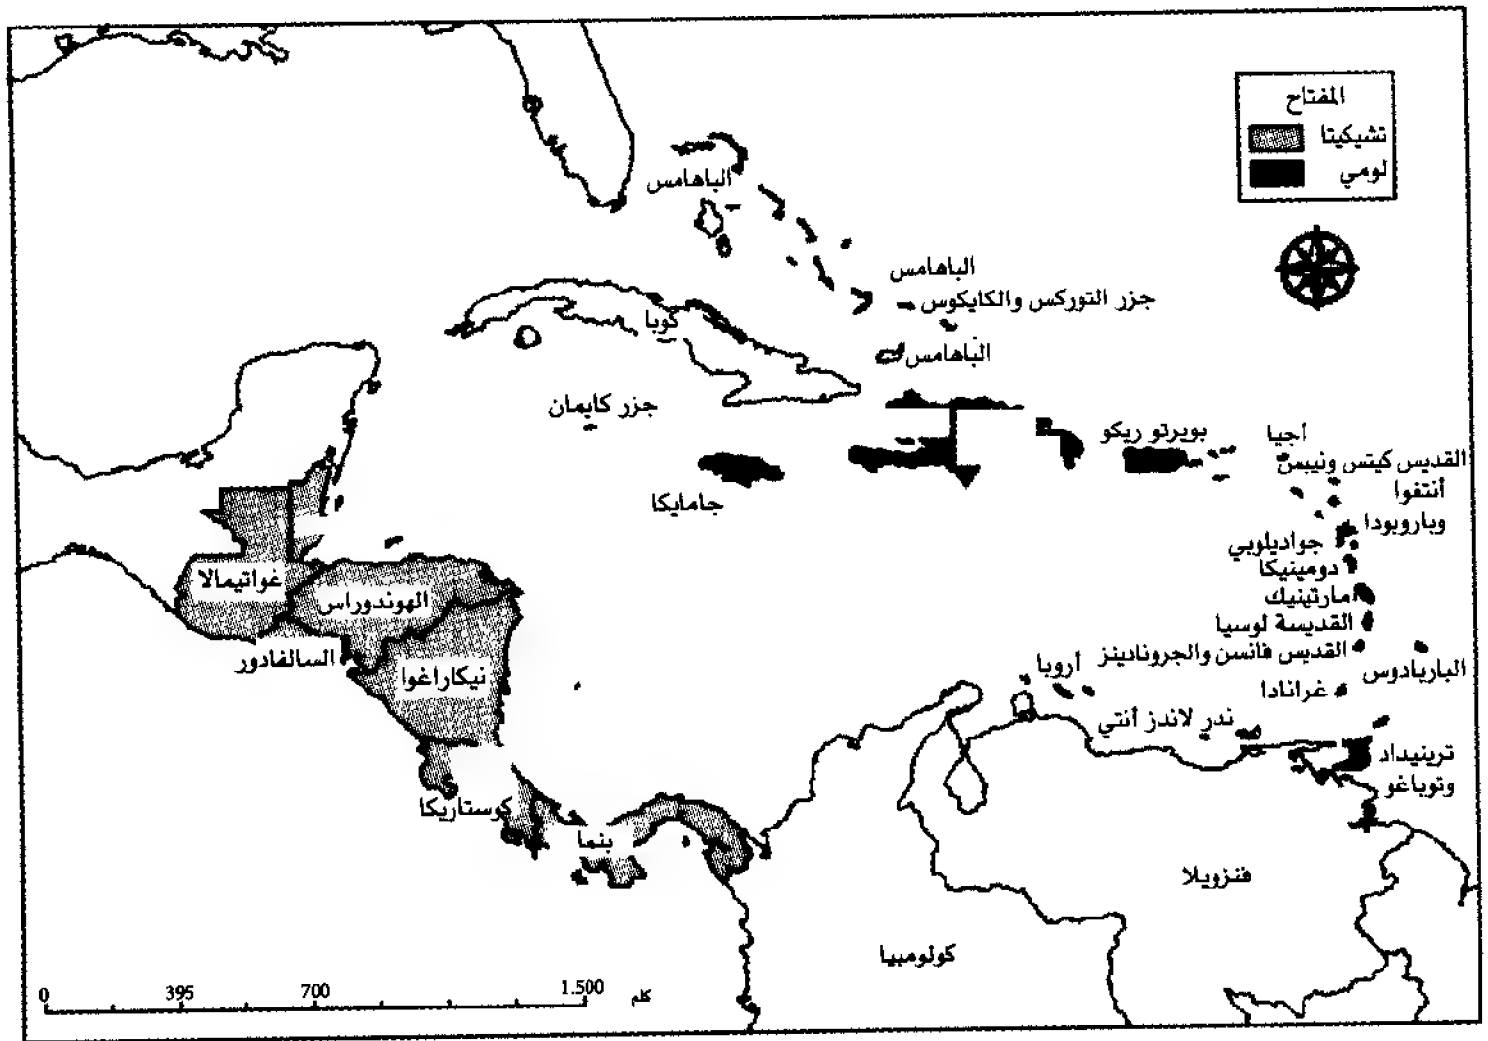 المفتاح
تشيكيتا
لومي
الباهامس
الباهامس
جزر التوركس والكايكوس
الباهامس
كوبا
جزر كايمان
جامايكا
بويرتو ريكو
أجيا
القديس كيتس ونيبس
أنتفوا
وباروبودا
جواديلوبي
دومينيكا
مارتينيك
القديسة لوسيا
القديس فانسن والجرونادينز
الباربادوس
غرانادا
أروبا
ندر لاندز أنتي
ترينيداد
وتوباغو
غواتيمالا
الهوندوراس
السالفادور
نيكاراغوا
كوستاريكا
بنما
فنزويلا
كولومبيا
0 395 700 1.500 كلم